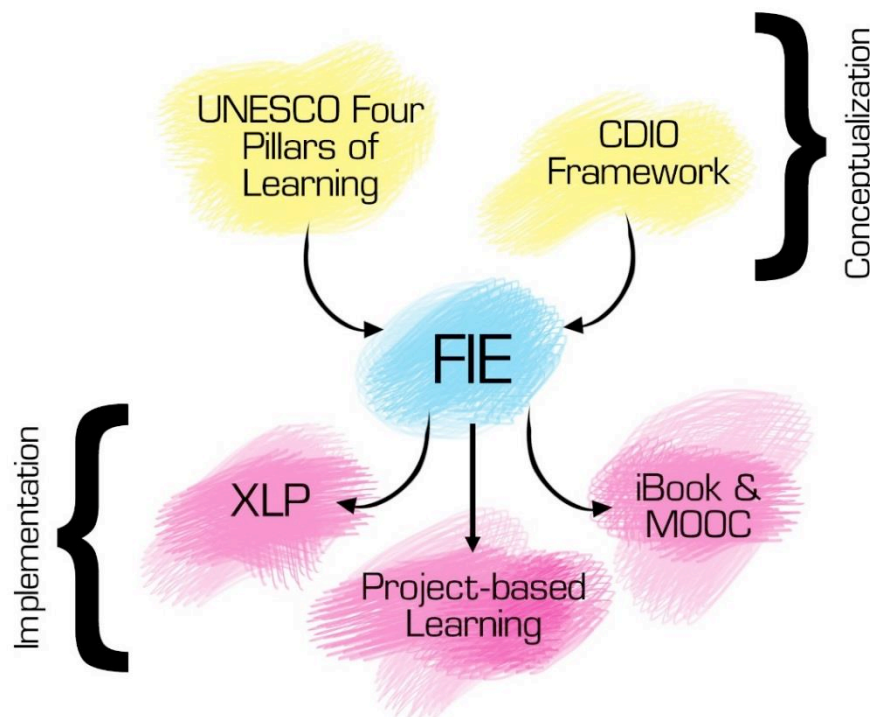 UNESCO Four
Pillars of
Learning
CDIO
Framework
Conceptualization
FIE
Implementation
XLP
iBook &
MOOC
Project-based
Learning